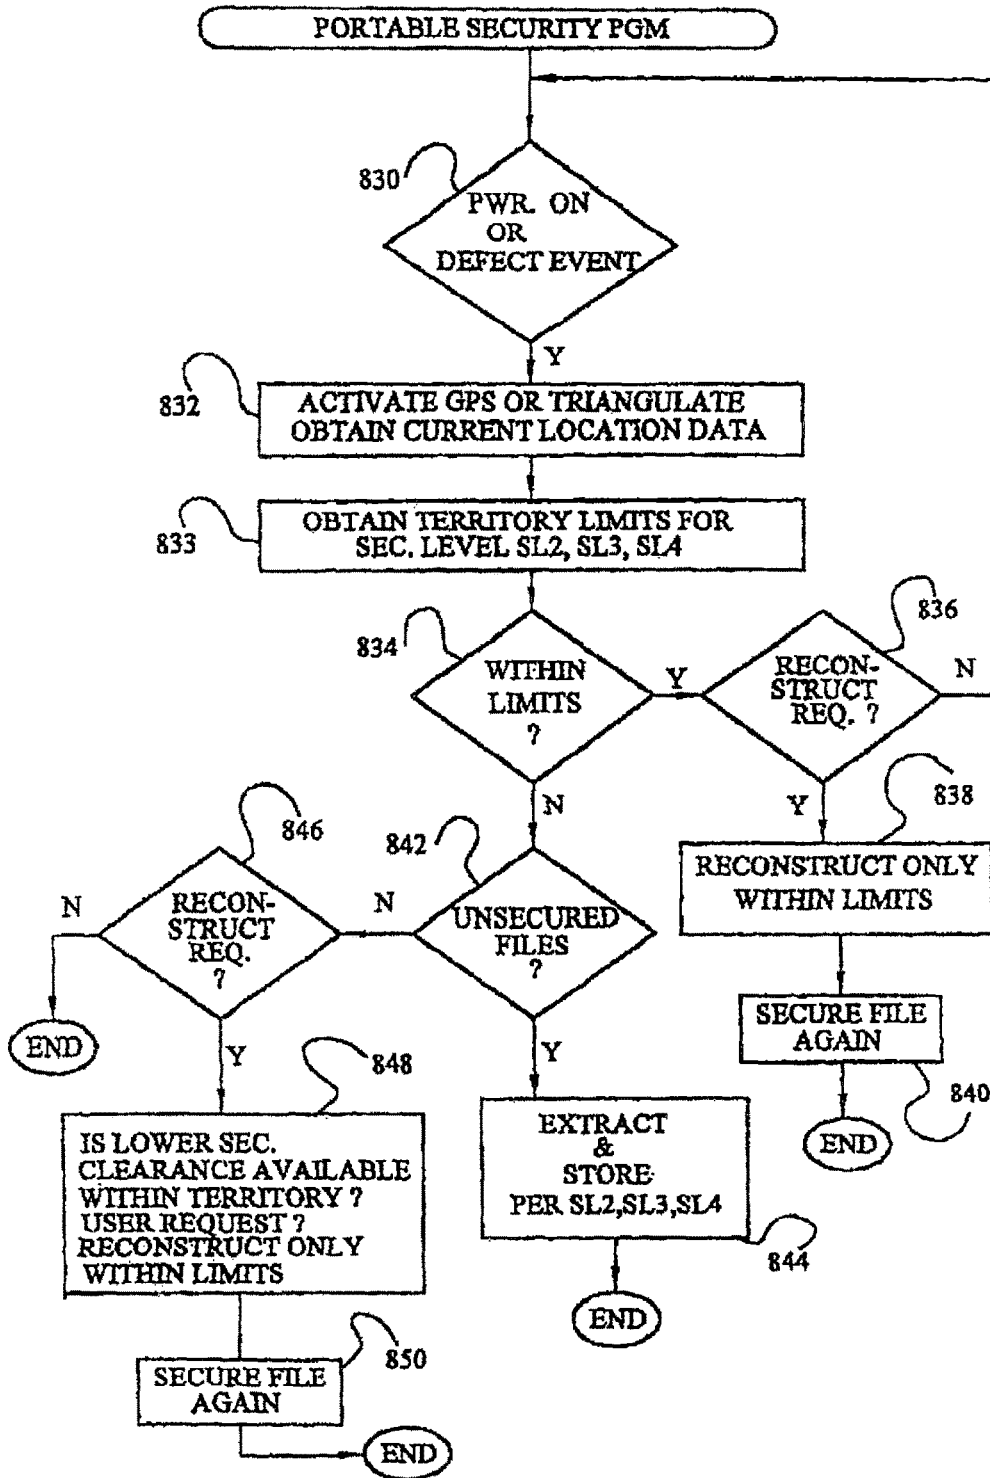 PORTABLE SECURITY PGM
830
PWR. ON
OR
DEFECT EVENT
Y
832
ACTIVATE GPS OR TRIANGULATE
OBTAIN CURRENT LOCATION DATA
833
OBTAIN TERRITORY LIMITS FOR
SEC. LEVEL SL2, SL3, SL4
834
WITHIN
LIMITS
?
Y
836
RECON-
STRUCT
REQ. ?
N
N
Y
838
RECONSTRUCT ONLY
WITHIN LIMITS
SECURE FILE
AGAIN
840
END
842
UNSECURED
FILES
?
N
Y
846
RECON-
STRUCT
REQ.
?
N
END
Y
848
IS LOWER SEC.
CLEARANCE AVAILABLE
WITHIN TERRITORY ?
USER REQUEST ?
RECONSTRUCT ONLY
WITHIN LIMITS
EXTRACT
&
STORE
PER SL2,SL3,SL4
844
END
850
SECURE FILE
AGAIN
END